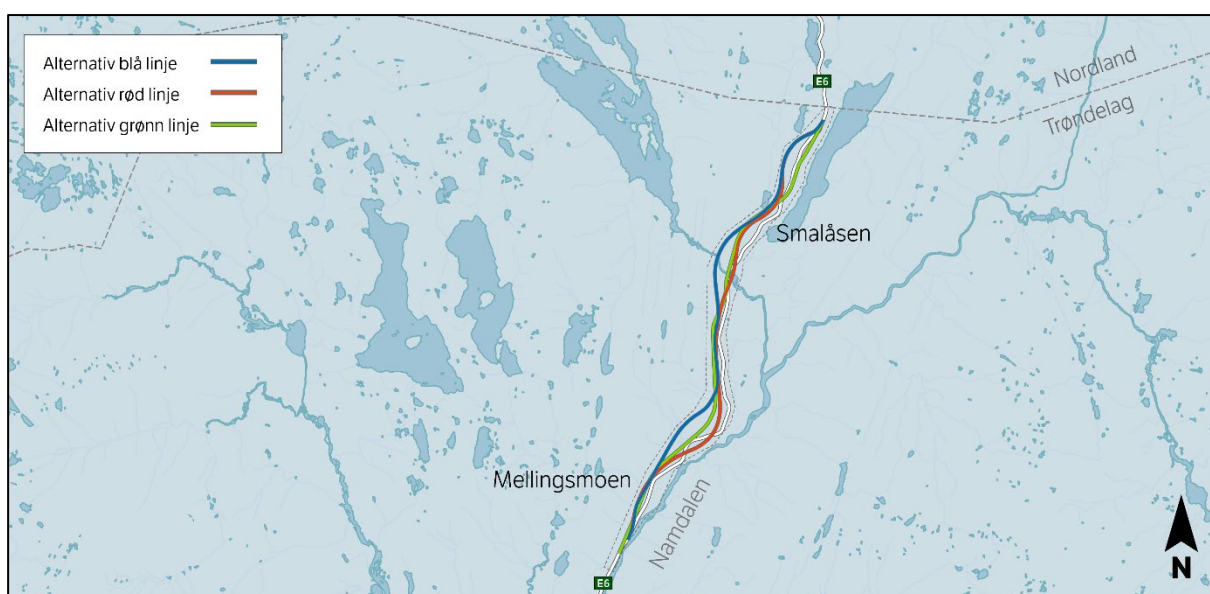 Alternativ blå linje
Alternativ rød linje
Alternativ grønn linje
E6
Nordland
Trøndelag
Smalåsen
Mellingsmoen
Namdalen
E6
N